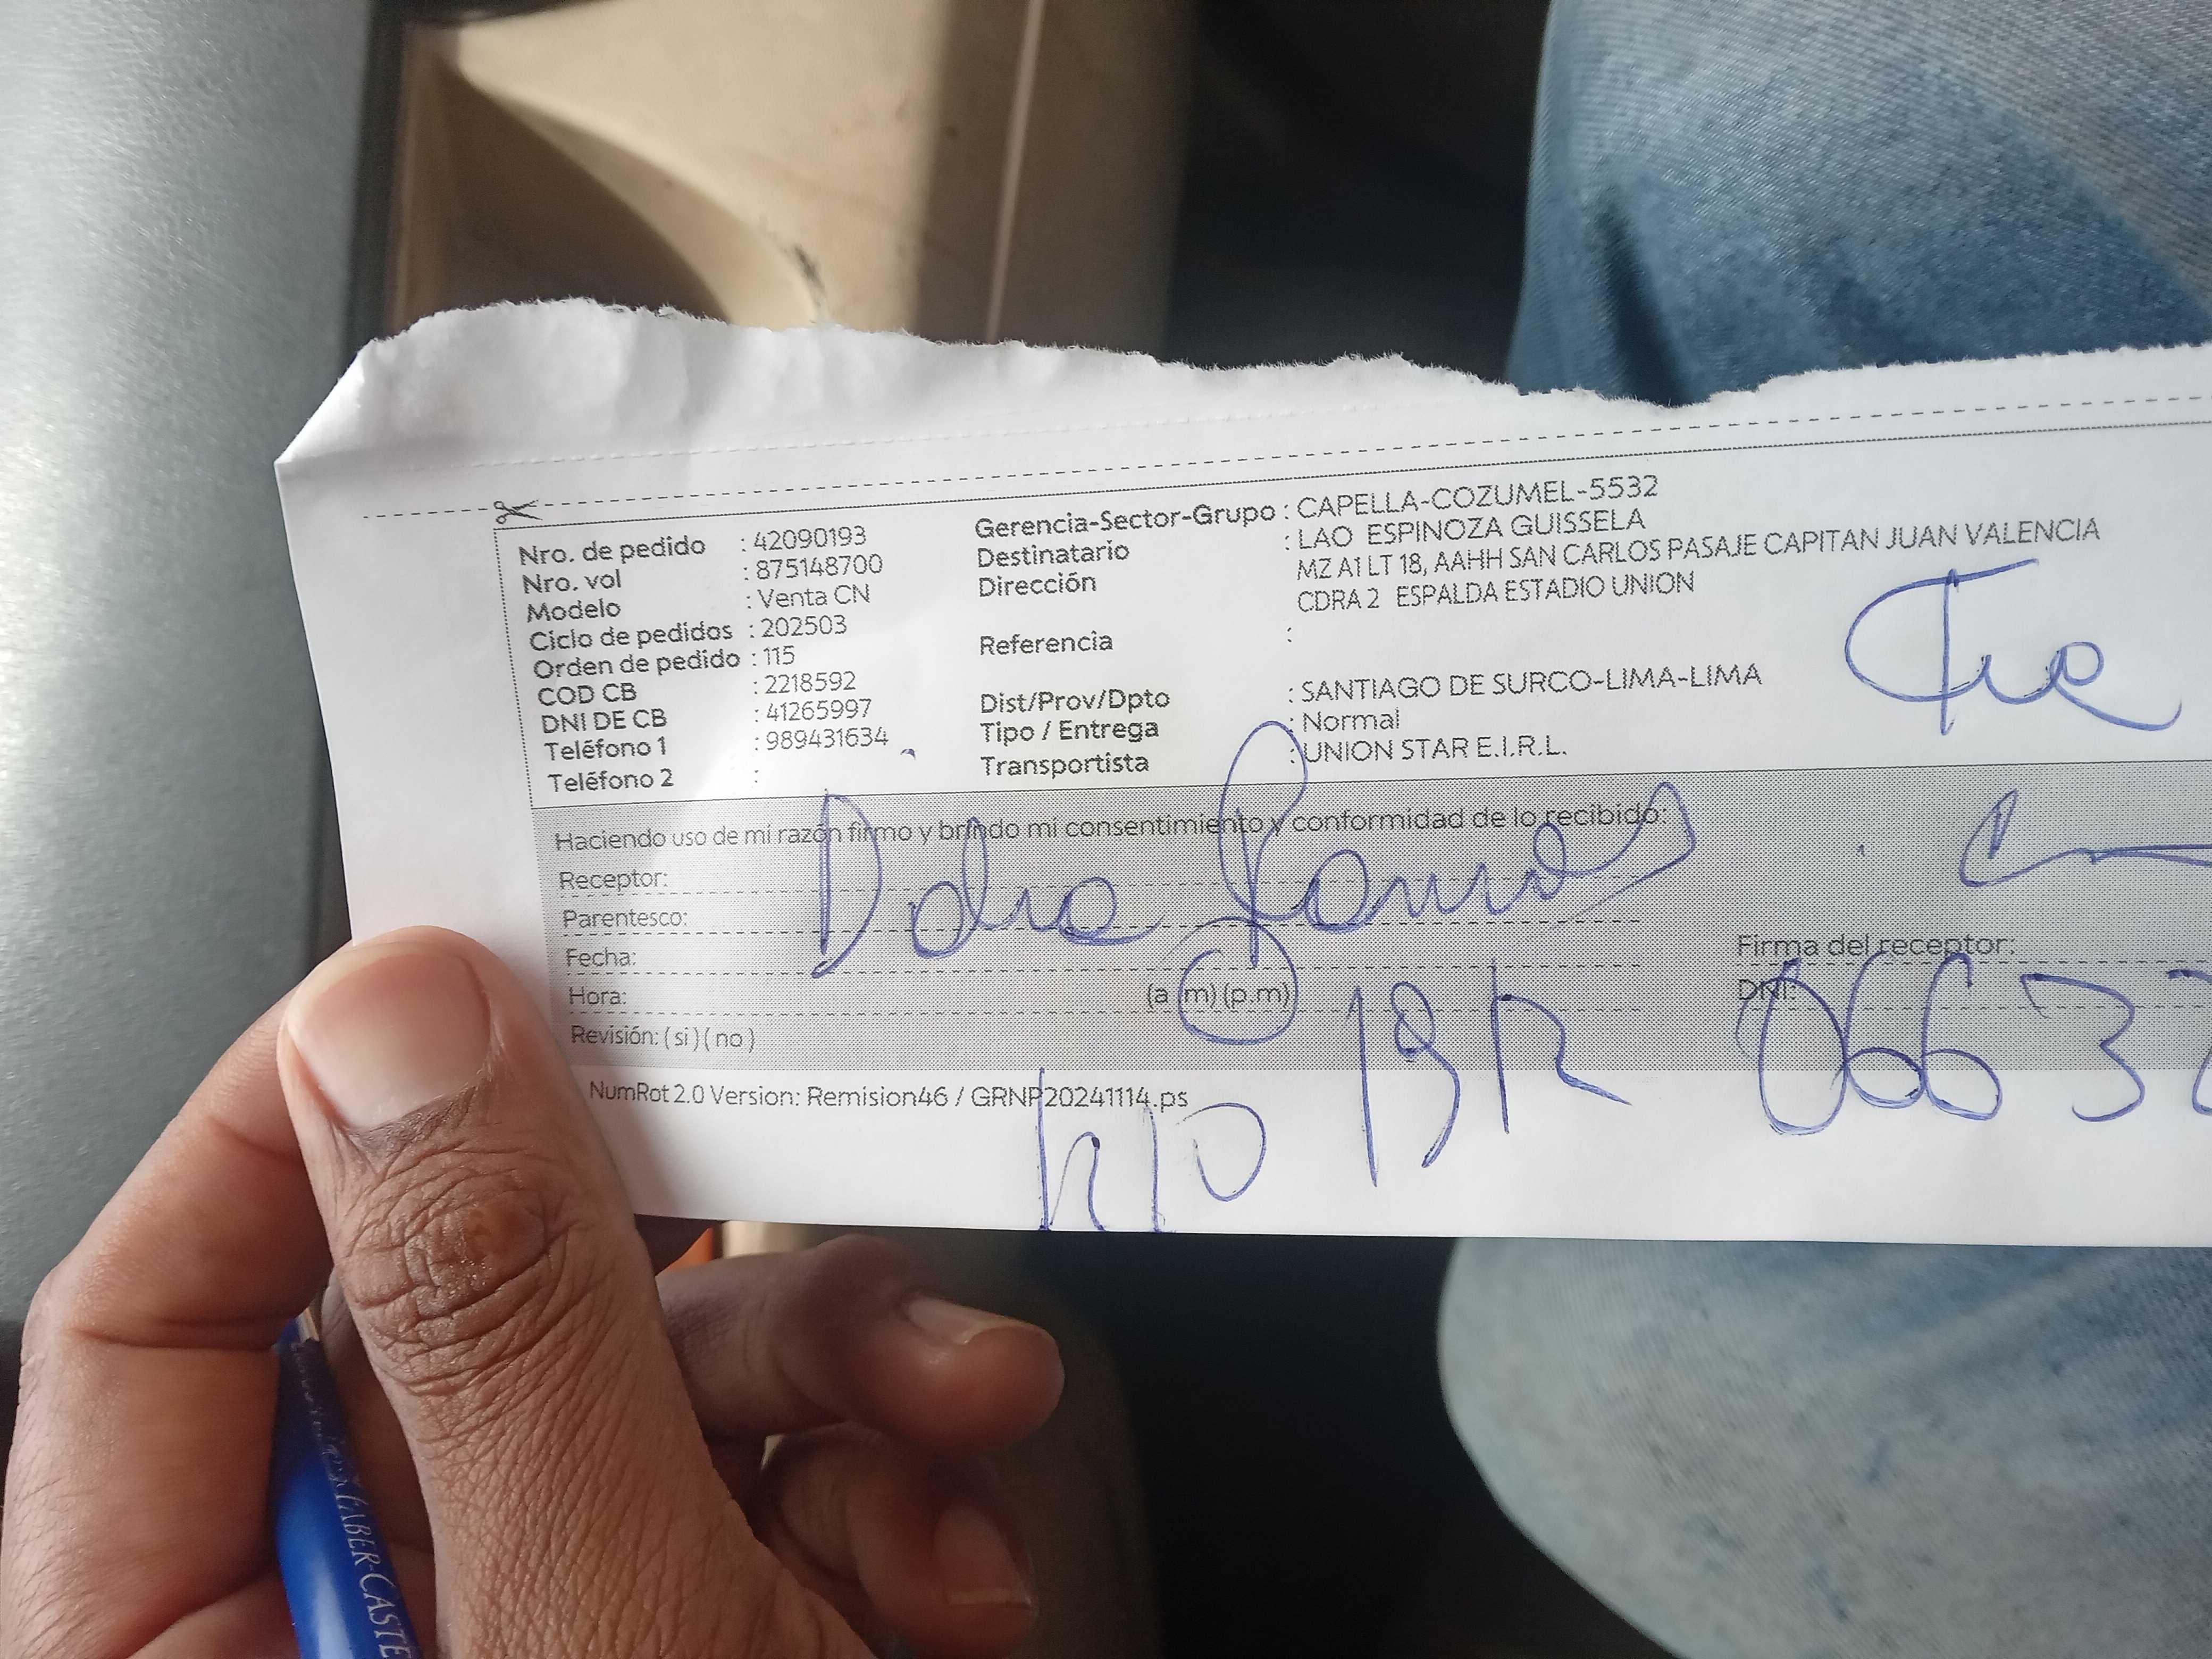 Nro. de pedido : 42090193
Nro. vol : 875148700
Modelo : Venta CN
Ciclo de pedidos : 202503
Orden de pedido : 115
COD CB : 2218592
DNI DE CB : 41265997
Teléfono 1 : 989431634
Teléfono 2 :
Gerencia-Sector-Grupo : CAPELLA-COZUMEL-5532
Destinatario : LAO ESPINOZA GUISSELA
Dirección MZ A1 LT 18, AAHH SAN CARLOS PASAJE CAPITAN JUAN VALENCIA
CDRA 2 ESPALDA ESTADIO UNION
Referencia :
Dist/Prov/Dpto : SANTIAGO DE SURCO-LIMA-LIMA
Tipo / Entrega : Normal
Transportista : UNION STAR E.I.R.L.
Haciendo uso de mi razón firmo y brindo mi consentimiento y conformidad de lo recibido:
Receptor:
Parentesco:
Fecha:
Hora: (a m) (p.m)
Revisión: ( si ) ( no )
Firma del receptor:
DNI: 0663
NumRot 2.0 Version: Remision46 / GRNP20241114.ps
FABER-CASTE